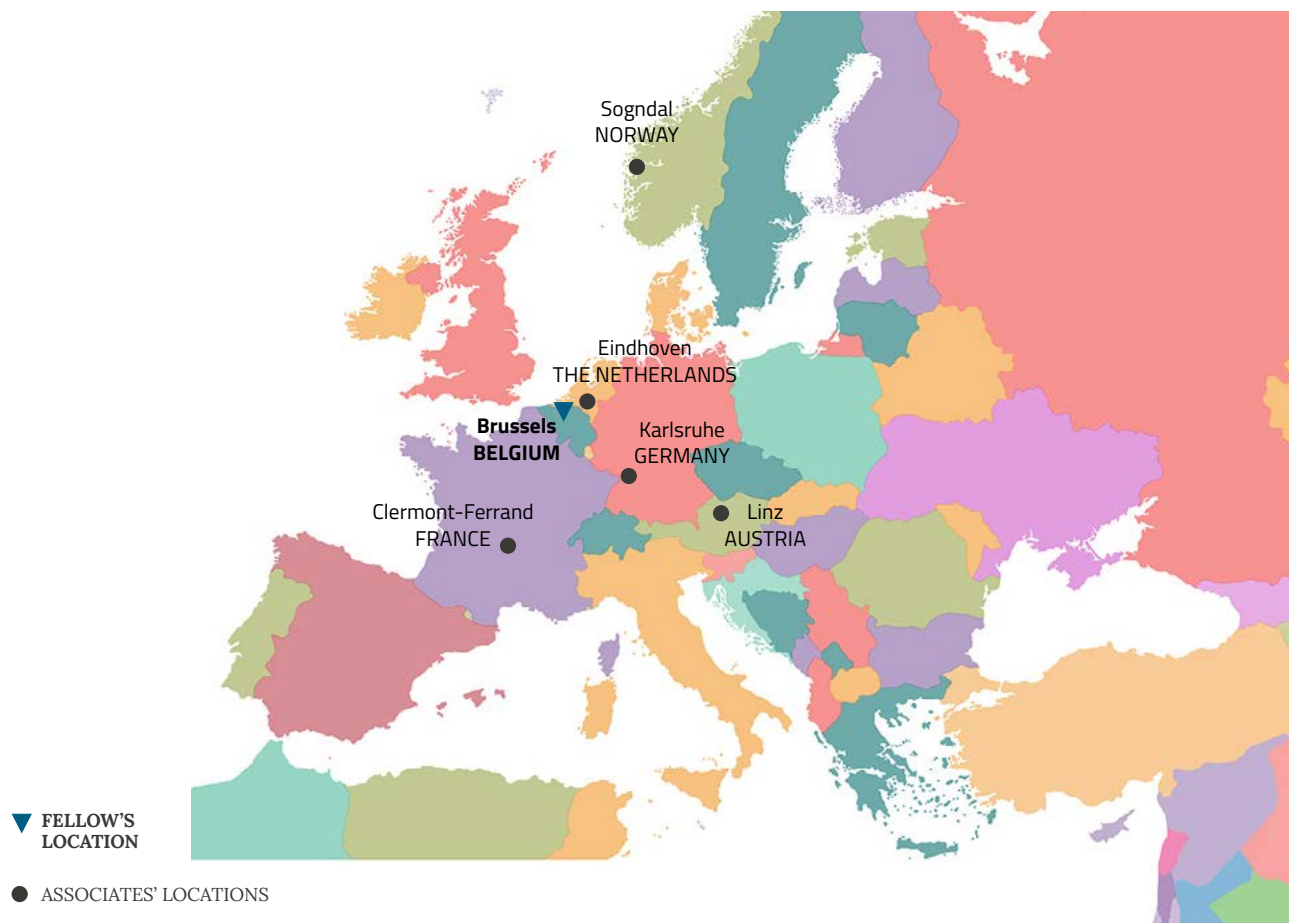 Sogndal
NORWAY
Eindhoven
THE NETHERLANDS
Brussels
BELGIUM
Karlsruhe
GERMANY
Clermont-Ferrand
FRANCE
Linz
AUSTRIA
FELLOW'S
LOCATION
ASSOCIATES' LOCATIONS